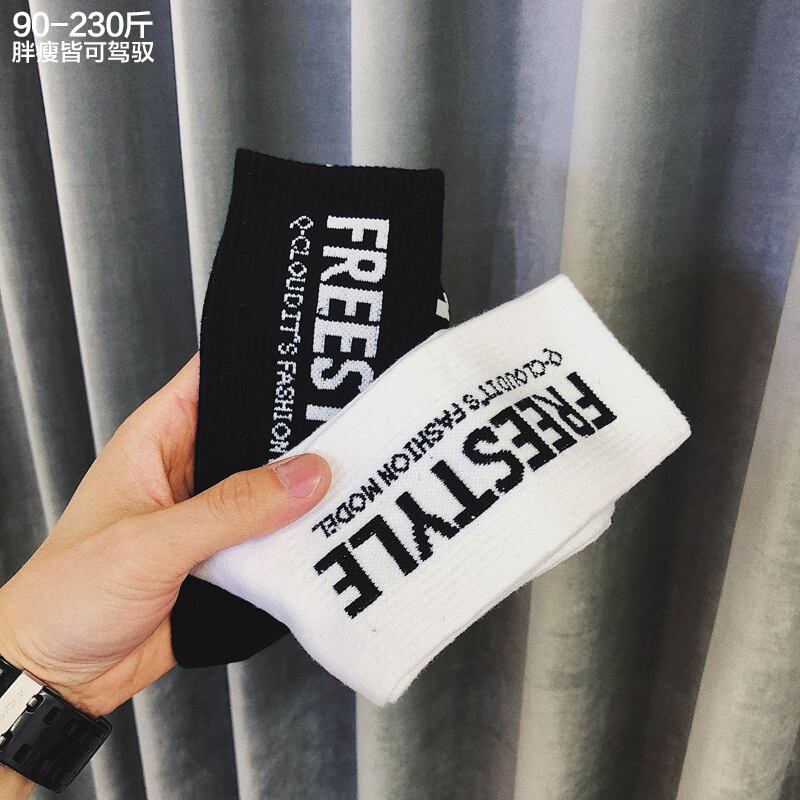 90-230斤
胖瘦皆可驾驭
FREEST
Q-CLOUDIT'S FASHION
FREESTYLE
Q-CLOUDIT'S FASHION MODEL